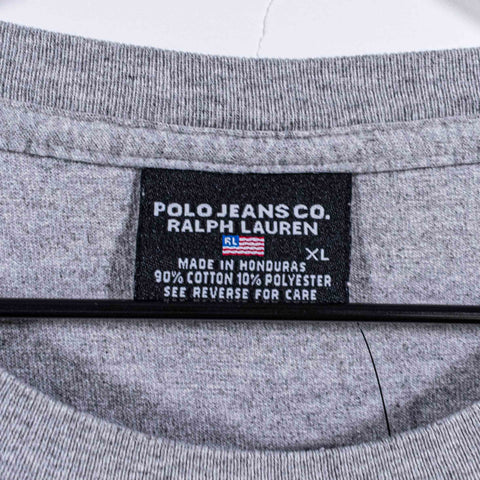 POLO JEANS CO.
RALPH LAUREN
RL
XL
MADE IN HONDURAS
90% COTTON 10% POLYESTER
SEE REVERSE FOR CARE